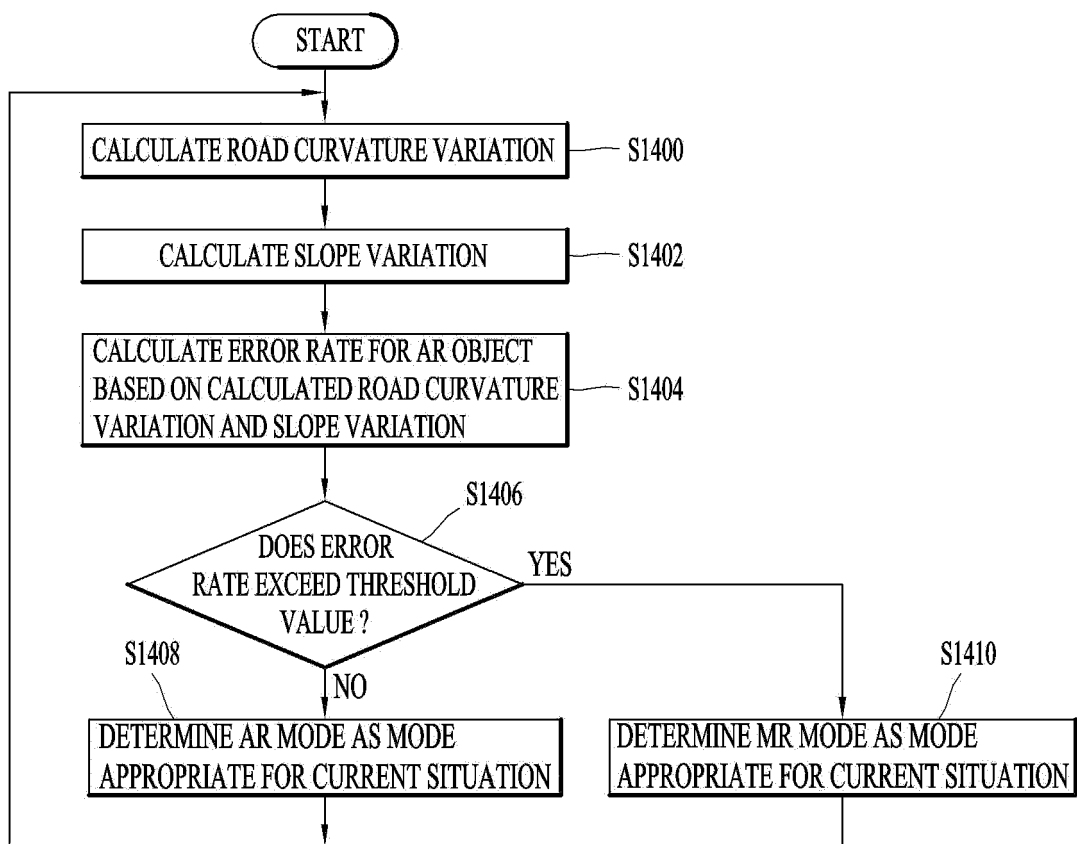 START
CALCULATE ROAD CURVATURE VARIATION
S1400
CALCULATE SLOPE VARIATION
S1402
CALCULATE ERROR RATE FOR AR OBJECT
BASED ON CALCULATED ROAD CURVATURE
VARIATION AND SLOPE VARIATION
S1404
S1406
DOES ERROR
RATE EXCEED THRESHOLD
VALUE ?
YES
NO
S1408
DETERMINE AR MODE AS MODE
APPROPRIATE FOR CURRENT SITUATION
S1410
DETERMINE MR MODE AS MODE
APPROPRIATE FOR CURRENT SITUATION